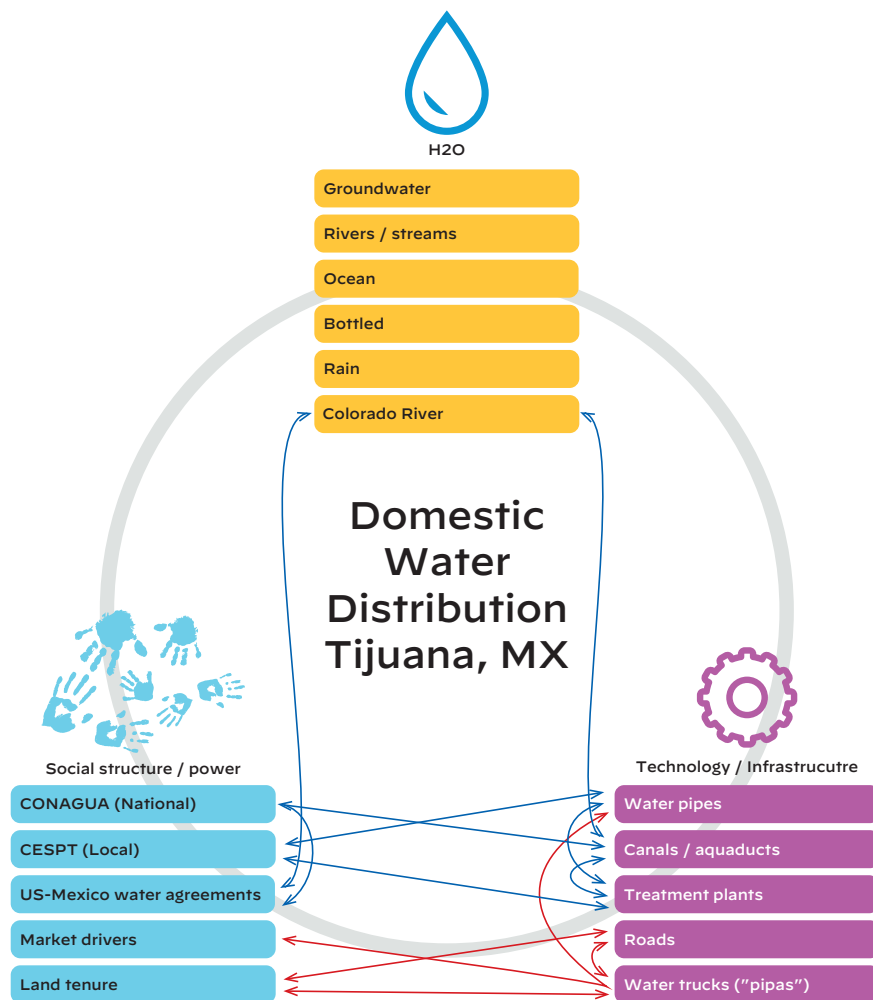 H2O
Groundwater
Rivers / streams
Ocean
Bottled
Rain
Colorado River
Domestic
Water
Distribution
Tijuana, MX
Social structure / power
CONAGUA (National)
CESPT (Local)
US-Mexico water agreements
Market drivers
Land tenure
Technology / Infrastrucutre
Water pipes
Canals / aquaducts
Treatment plants
Roads
Water trucks ("pipas")